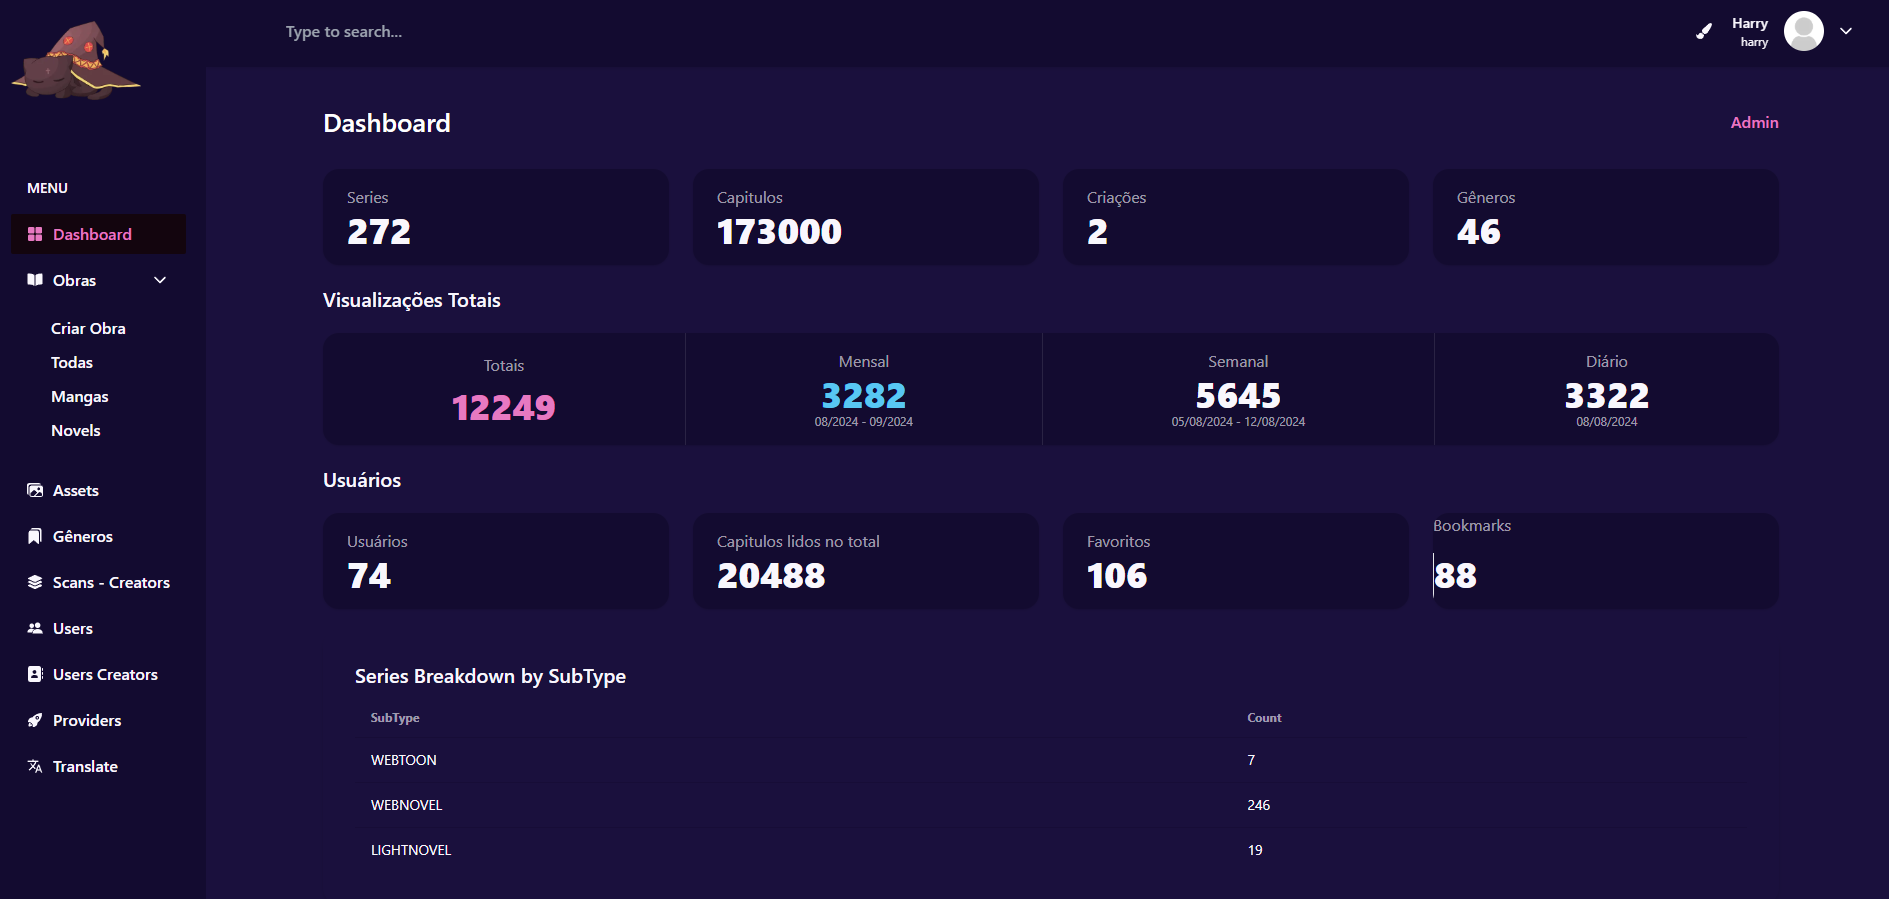 Type to search...
Harry
harry
MENU
Dashboard
Obras
Criar Obra
Todas
Mangas
Novels
Assets
Gêneros
Scans - Creators
Users
Users Creators
Providers
Translate
Dashboard
Admin
Series
272
Capitulos
173000
Criações
2
Gêneros
46
Visualizações Totais
Totais
12249
Mensal
3282
08/2024 - 09/2024
Semanal
5645
05/08/2024 - 12/08/2024
Diário
3322
08/08/2024
Usuários
Usuários
74
Capitulos lidos no total
20488
Favoritos
106
Bookmarks
88
Series Breakdown by SubType
SubType Count
WEBTOON 7
WEBNOVEL 246
LIGHTNOVEL 19